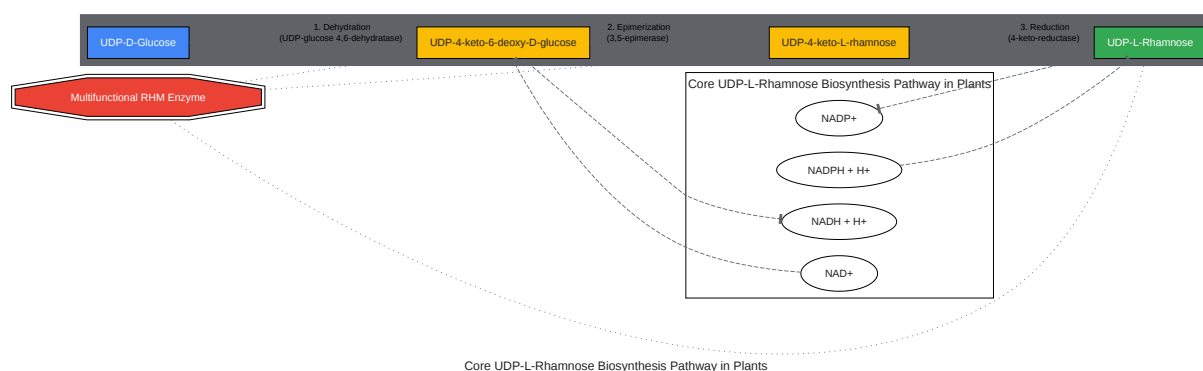 UDP-D-Glucose
1. Dehydration
(UDP-glucose 4,6-dehydratase)
UDP-4-keto-6-deoxy-D-glucose
2. Epimerization
(3,5-epimerase)
UDP-4-keto-L-rhamnose
3. Reduction
(4-keto-reductase)
UDP-L-Rhamnose
Multifunctional RHM Enzyme
Core UDP-L-Rhamnose Biosynthesis Pathway in Plants
NADP+
NADPH + H+
NADH + H+
NAD+
Core UDP-L-Rhamnose Biosynthesis Pathway in Plants